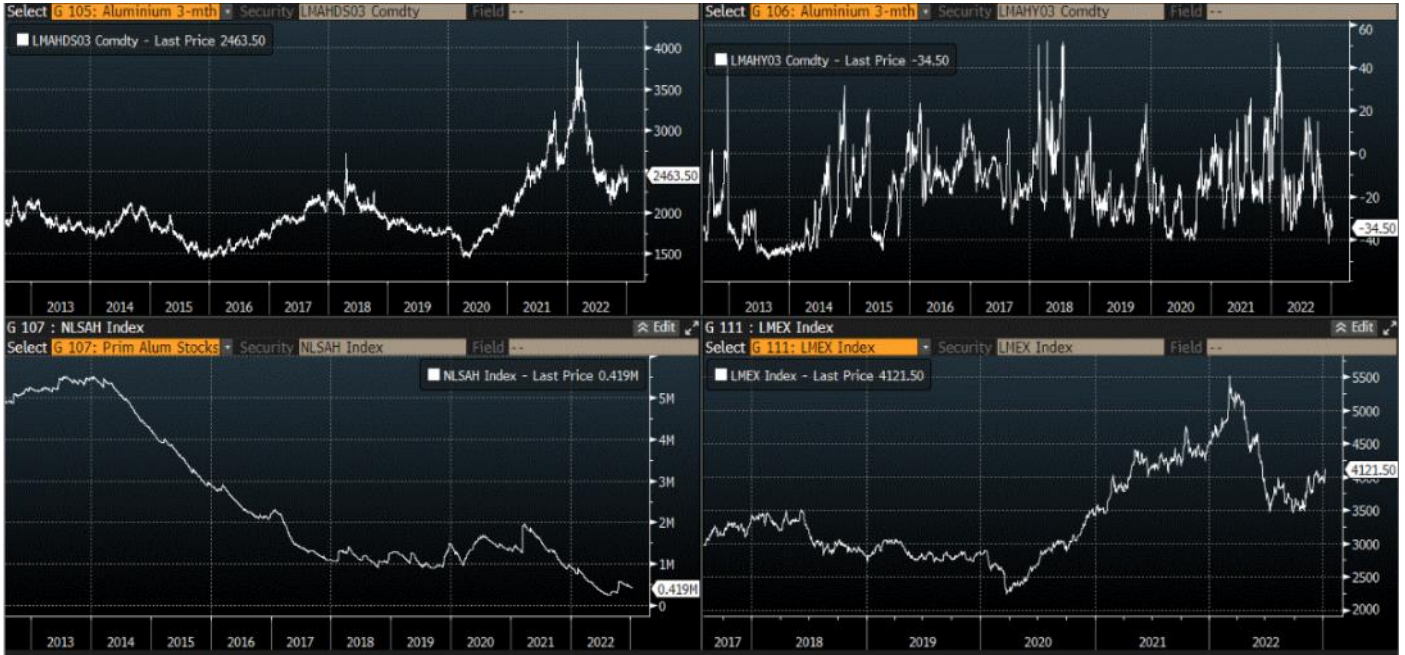 Select G 105: Aluminium 3-mth Security LMAHDS03 Comdty Field --
LMAHDS03 Comdty - Last Price 2463.50
4000
3500
3000
2463.50
2000
1500
2013 2014 2015 2016 2017 2018 2019 2020 2021 2022
Select G 106: Aluminium 3-mth Security LMAHY03 Comdty Field --
LMAHY03 Comdty - Last Price -34.50
60
40
20
0
-20
-34.50
-40
2013 2014 2015 2016 2017 2018 2019 2020 2021 2022
G 107 : NLSAH Index Edit
Select G 107: Prim Alum Stocks Security NLSAH Index Field --
NLSAH Index - Last Price 0.419M
5M
4M
3M
2M
1M
0.419M
0
2013 2014 2015 2016 2017 2018 2019 2020 2021 2022
G 111 : LMEX Index Edit
Select G 111: LMEX Index Security LMEX Index Field --
LMEX Index - Last Price 4121.50
5500
5000
4500
4121.50
4000
3500
3000
2500
2000
2017 2018 2019 2020 2021 2022